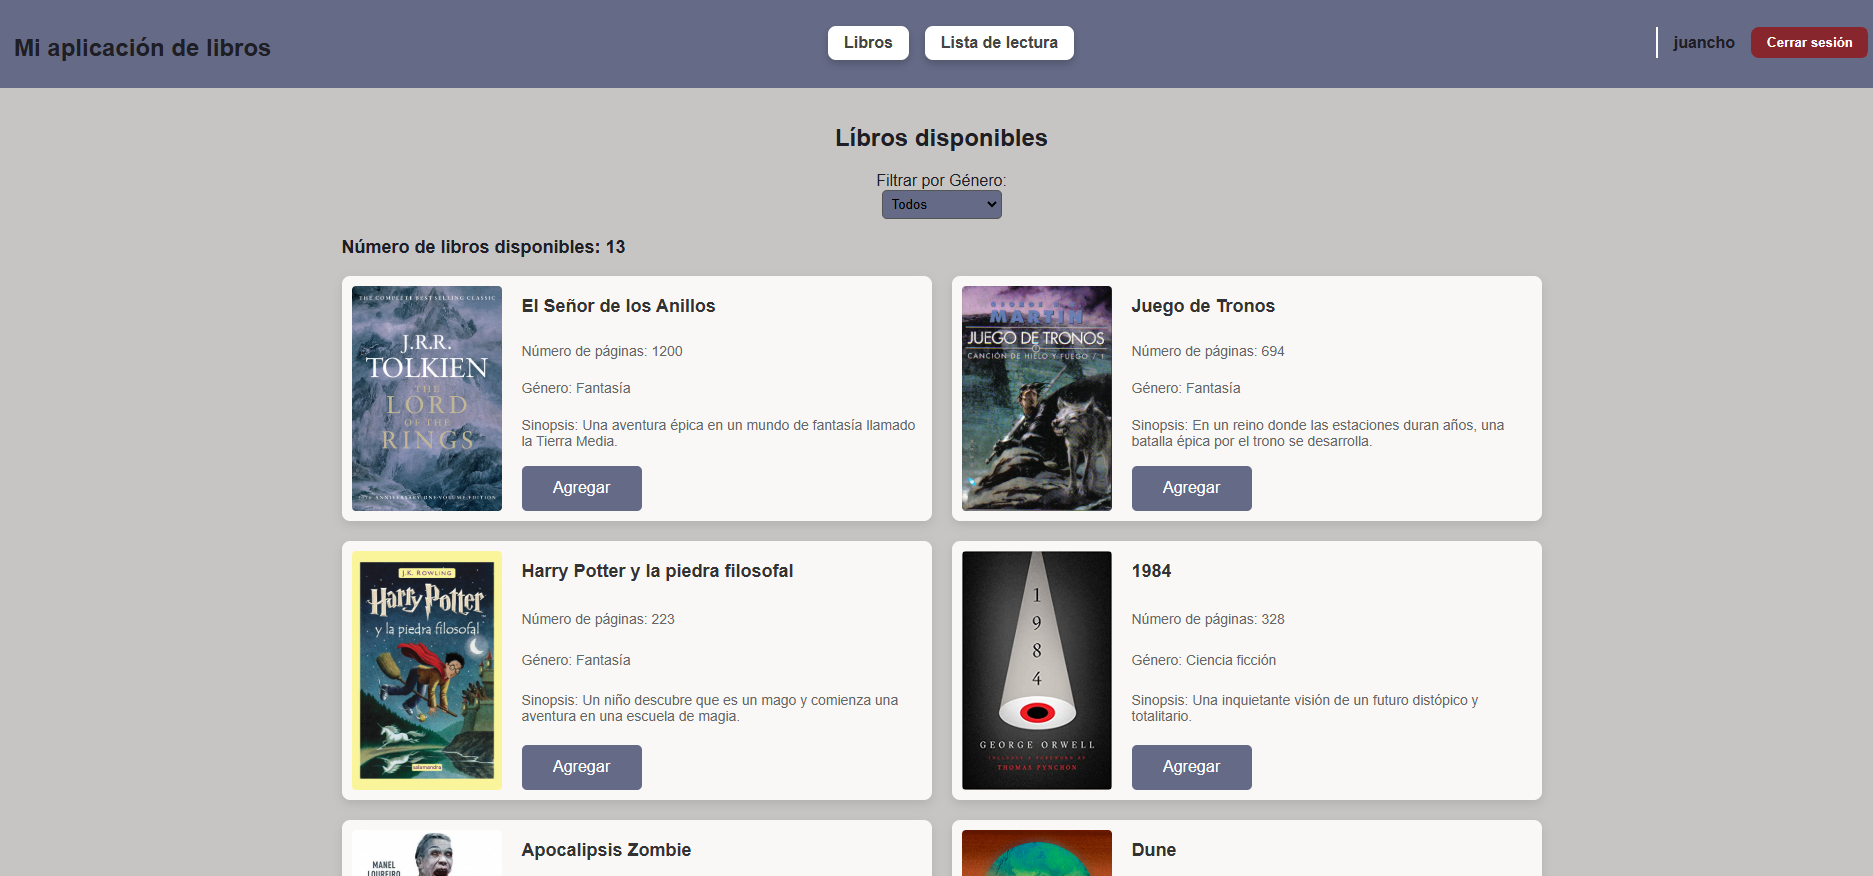 Mi aplicación de libros
Libros
Lista de lectura
juancho
Cerrar sesión
Líbros disponibles
Filtrar por Género:
Todos
Número de libros disponibles: 13
THE COMPLETE BEST SELLING CLASSIC
J.R.R.
TOLKIEN
THE
LORD
OF THE
RINGS
El Señor de los Anillos
Número de páginas: 1200
Género: Fantasía
Sinopsis: Una aventura épica en un mundo de fantasía llamado
la Tierra Media.
Agregar
MARTIN
JUEGO DE TRONOS
CANCIÓN DE HIELO Y FUEGO / 1
Juego de Tronos
Número de páginas: 694
Género: Fantasía
Sinopsis: En un reino donde las estaciones duran años, una
batalla épica por el trono se desarrolla.
Agregar
J.K. ROWLING
Harry Potter
y la piedra filosofal
salamandra
Harry Potter y la piedra filosofal
Número de páginas: 223
Género: Fantasía
Sinopsis: Un niño descubre que es un mago y comienza una
aventura en una escuela de magia.
Agregar
1
9
8
4
GEORGE ORWELL
THOMAS PYNCHON
1984
Número de páginas: 328
Género: Ciencia ficción
Sinopsis: Una inquietante visión de un futuro distópico y
totalitario.
Agregar
MANEL
LOUREIRO
Apocalipsis Zombie
Dune